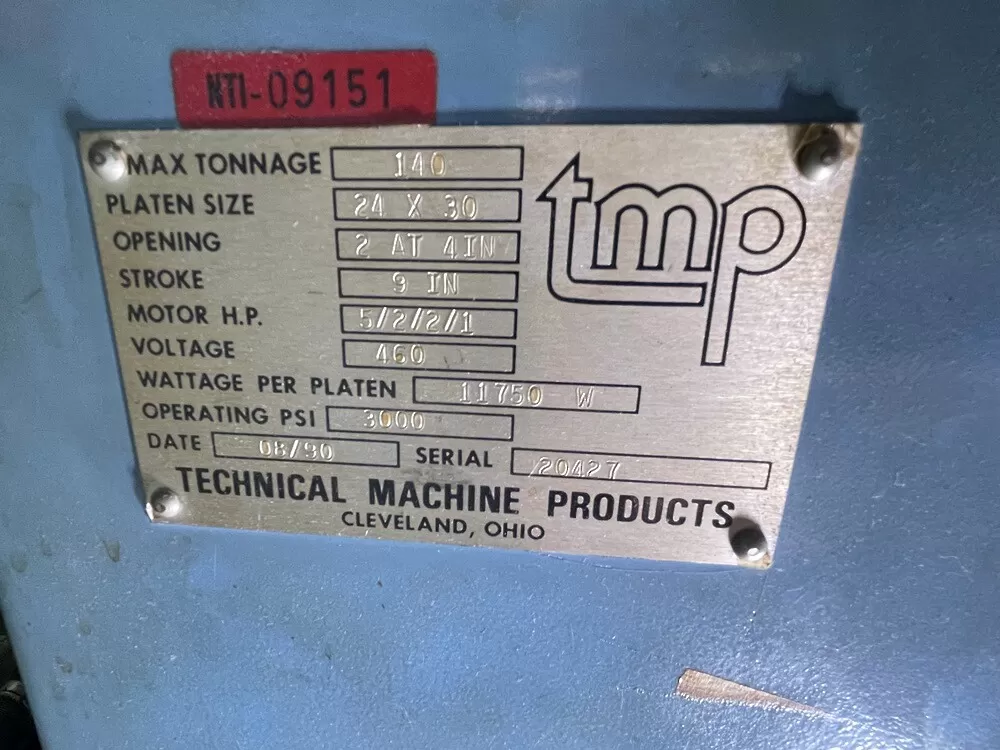 NTI-09151
MAX TONNAGE 140
PLATEN SIZE 24 X 30
OPENING 2 AT 4IN
STROKE 9 IN
MOTOR H.P. 5/2/2/1
VOLTAGE 460
WATTAGE PER PLATEN 11750 W
OPERATING PSI 3000
DATE 08/90 SERIAL 20427
tmp
TECHNICAL MACHINE PRODUCTS
CLEVELAND, OHIO